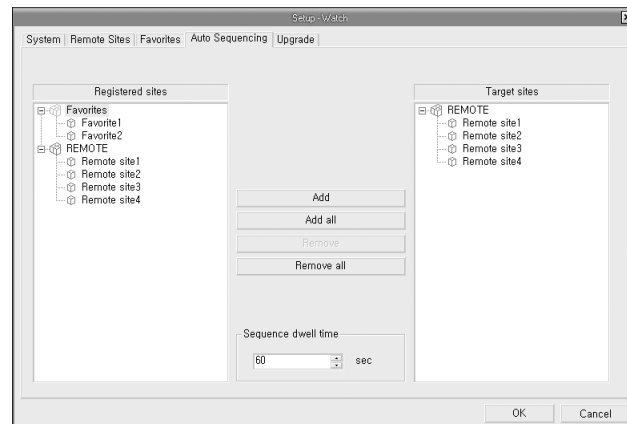 Setup - Watch
System Remote Sites Favorites Auto Sequencing Upgrade
Registered sites
Favorites
Favorite1
Favorite2
REMOTE
Remote site1
Remote site2
Remote site3
Remote site4
Add
Add all
Remove
Remove all
Sequence dwell time
60 sec
Target sites
REMOTE
Remote site1
Remote site2
Remote site3
Remote site4
OK Cancel